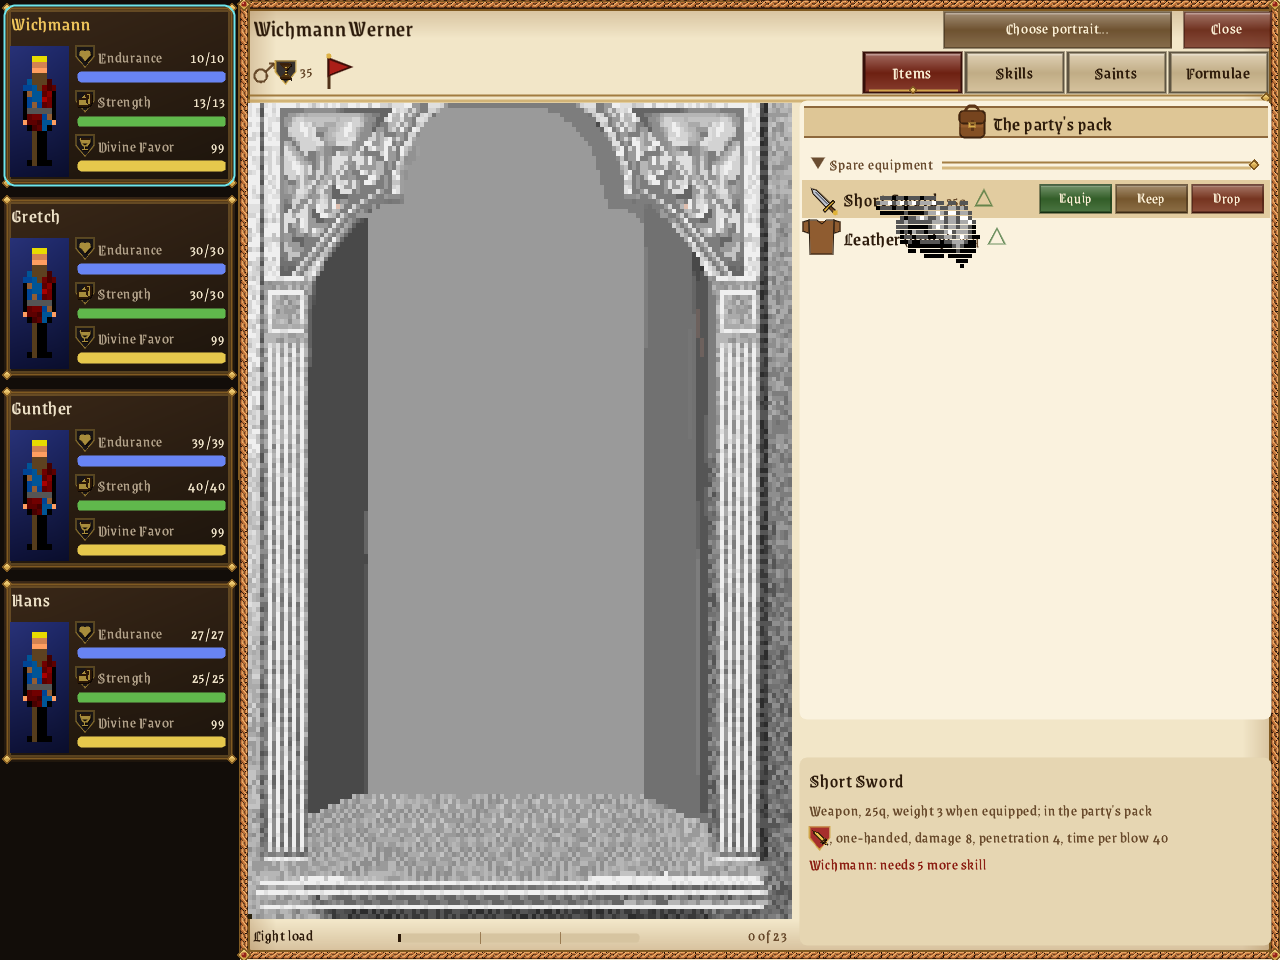 Wichmann
Endurance 10/10
Strength 13/13
Divine Favor 99
Gretch
Endurance 30/30
Strength 30/30
Divine Favor 99
Gunther
Endurance 39/39
Strength 40/40
Divine Favor 99
Hans
Endurance 27/27
Strength 25/25
Divine Favor 99
Wichmann Werner
35
Choose portrait...
Close
Items
Skills
Saints
Formulae
The party's pack
Spare equipment
Equip
Keep
Drop
Leather
Short Sword
Weapon, 25q, weight 3 when equipped; in the party's pack
, one-handed, damage 8, penetration 4, time per blow 40
Wichmann: needs 5 more skill
Light load
0 of 23